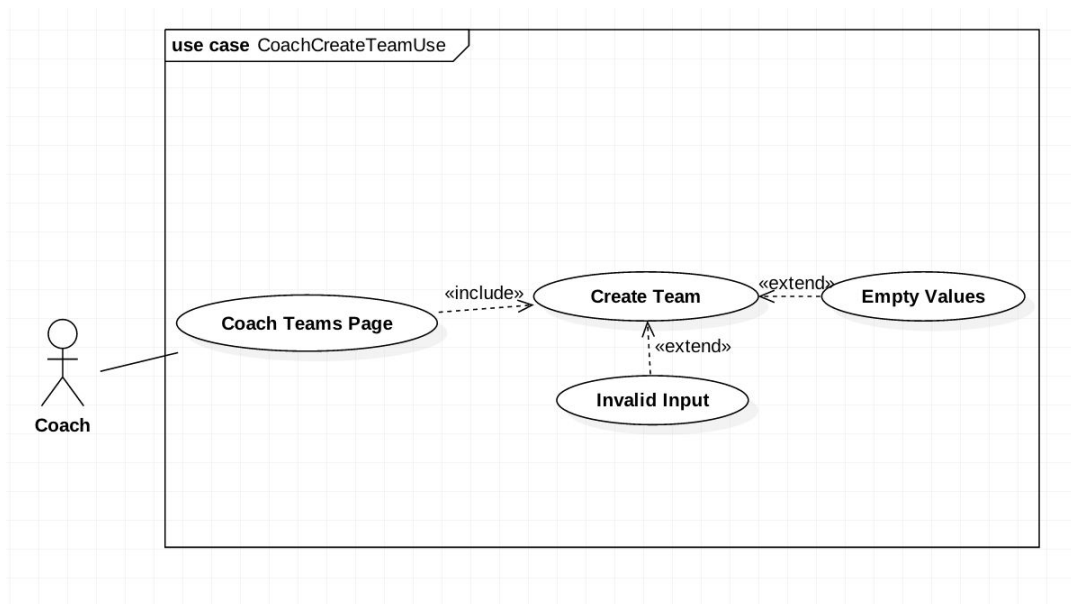 use case CoachCreateTeamUse
«include»
Create Team
«extend»
Empty Values
Coach Teams Page
«extend»
Invalid Input
Coach